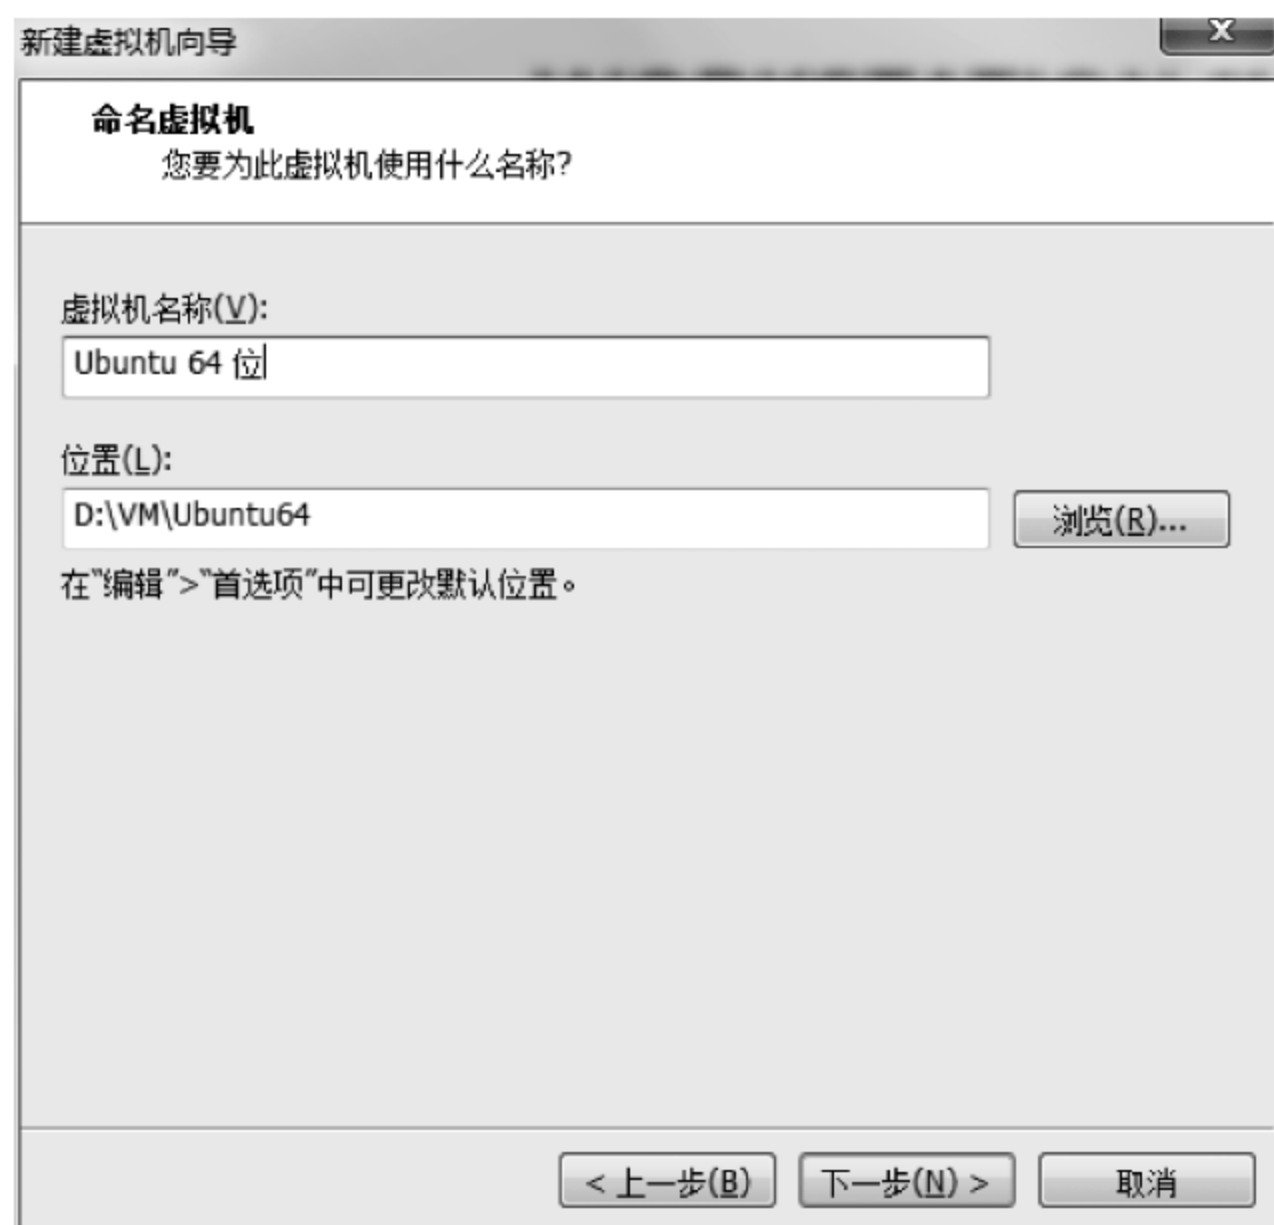 新建虚拟机向导
命名虚拟机
您要为此虚拟机使用什么名称?
虚拟机名称(V):
Ubuntu 64 位
位置(L):
D:\VM\Ubuntu64
浏览(R)...
在"编辑">"首选项"中可更改默认位置。
< 上一步(B)
下一步(N) >
取消